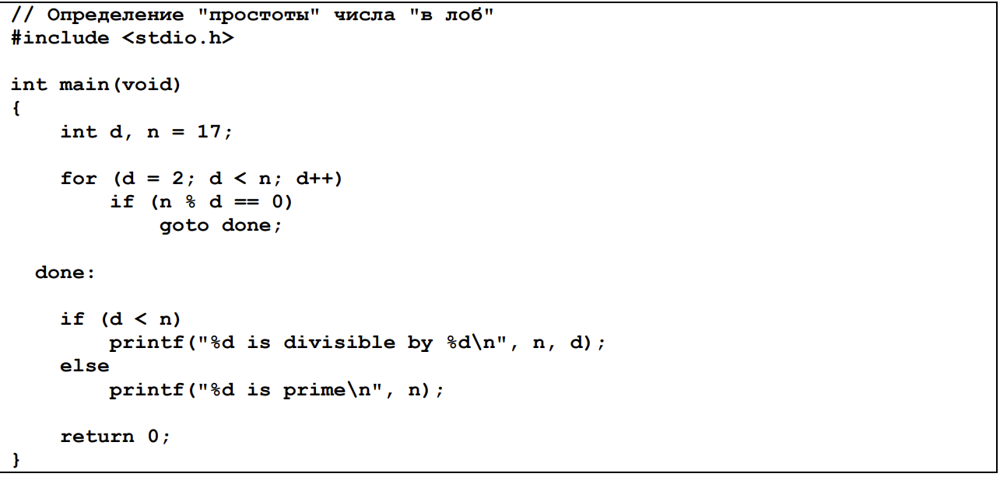 // Определение "простоты" числа "в лоб"
#include <stdio.h>
int main(void)
{
    int d, n = 17;
    for (d = 2; d < n; d++)
        if (n % d == 0)
            goto done;
  done:
    if (d < n)
        printf("%d is divisible by %d\n", n, d);
    else
        printf("%d is prime\n", n);
    return 0;
}